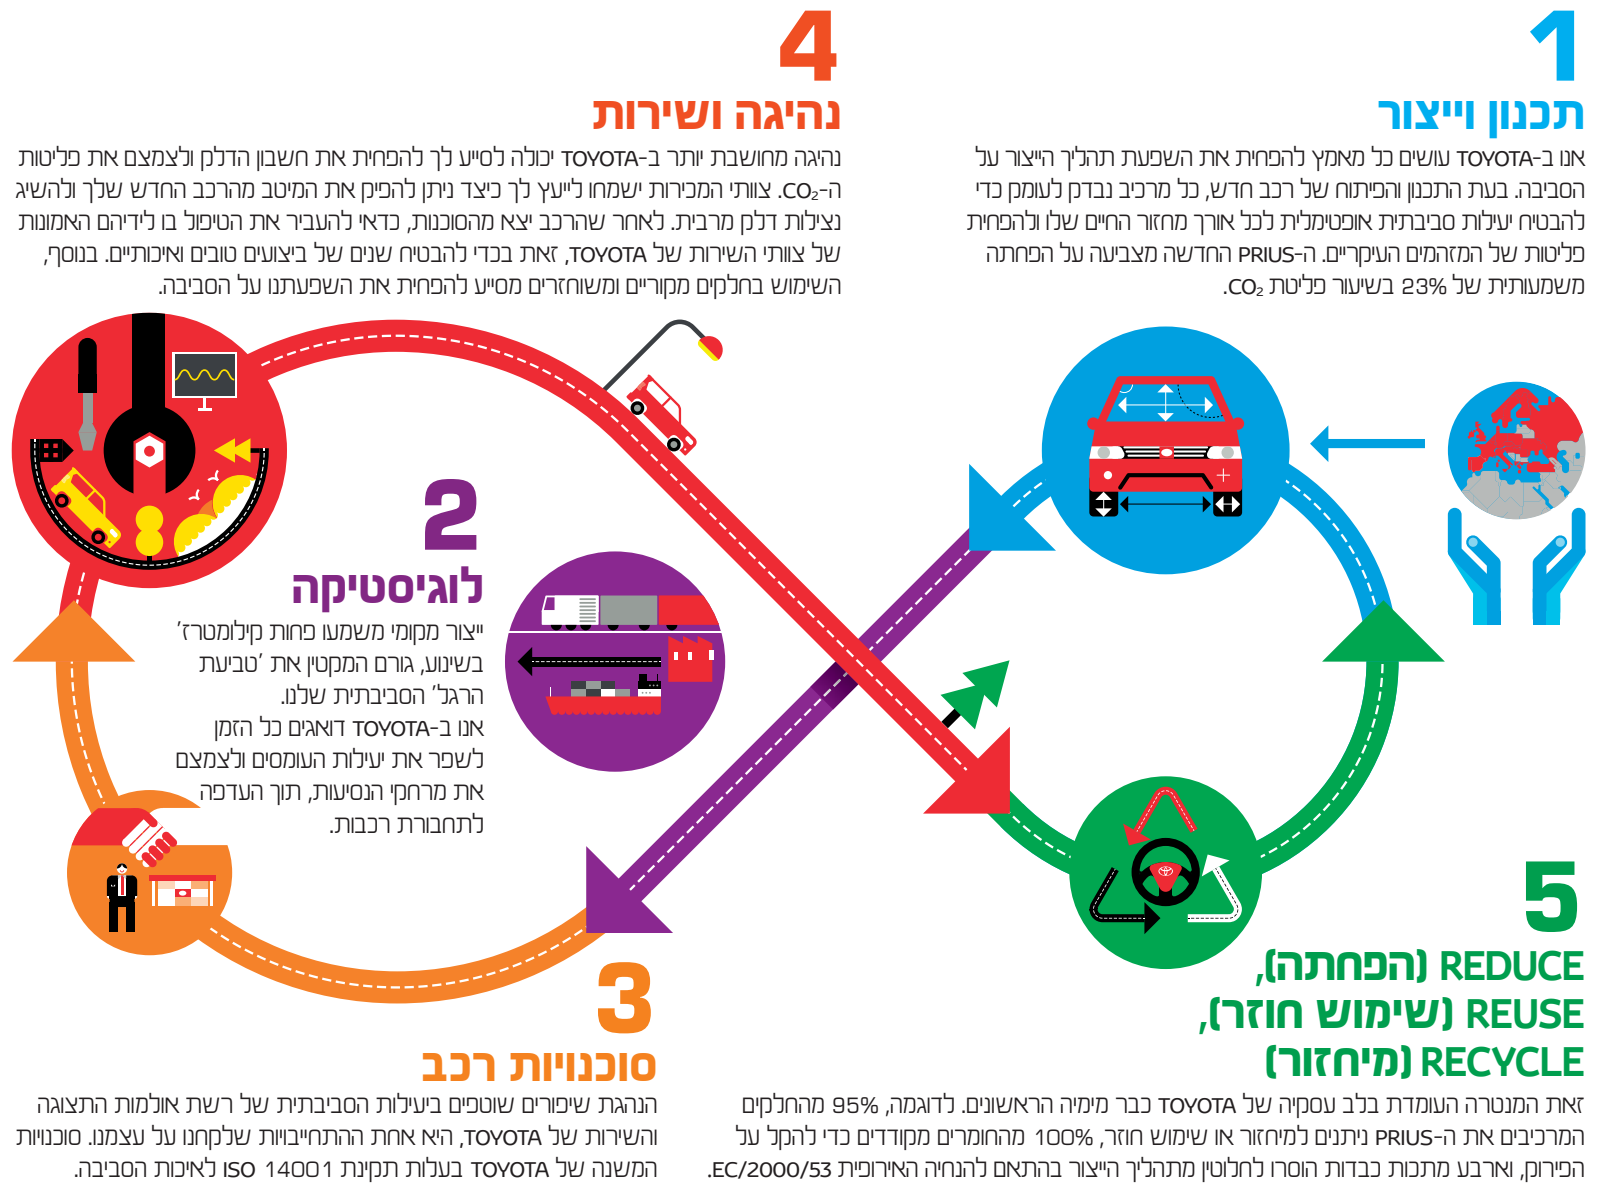 1
תכנון וייצור
אנו ב-TOYOTA עושים כל מאמץ להפחית את השפעת תהליך הייצור על
הסביבה. בעת התכנון והפיתוח של רכב חדש, כל מרכיב נבדק לעומק כדי
להבטיח יעילות סביבתית אופטימלית לכל אורך מחזור החיים שלו ולהפחית
פליטות של המזהמים העיקריים. ה-PRIUS החדשה מצביעה על הפחתה
משמעותית של 23% בשיעור פליטת CO₂.
4
נהיגה ושירות
נהיגה מחושבת יותר ב-TOYOTA יכולה לסייע לך להפחית את חשבון הדלק ולצמצם את פליטות
ה-CO₂. צוותי המכירות ישמחו לייעץ לך כיצד ניתן להפיק את המיטב מהרכב החדש שלך ולהשיג
נצילות דלק מרבית. לאחר שהרכב יצא מהסוכנות, כדאי להעביר את הטיפול בו לידיהם האמונות
של צוותי השירות של TOYOTA, זאת בכדי להבטיח שנים של ביצועים טובים ואיכותיים. בנוסף,
השימוש בחלקים מקוריים ומשוחזרים מסייע להפחית את השפעתנו על הסביבה.
2
לוגיסטיקה
ייצור מקומי משמעו פחות קילומטרז'
בשינוע, גורם המקטין את 'טביעת
הרגל' הסביבתית שלנו.
אנו ב-TOYOTA דואגים כל הזמן
לשפר את יעילות העומסים ולצמצם
את מרחקי הנסיעות, תוך העדפה
לתחבורת רכבות.
5
REDUCE (הפחתה),
REUSE (שימוש חוזר),
RECYCLE (מיחזור)
זאת המנטרה העומדת בלב עסקיה של TOYOTA כבר מימיה הראשונים. לדוגמה, 95% מהחלקים
המרכיבים את ה-PRIUS ניתנים למיחזור או שימוש חוזר, 100% מהחומרים מקודדים כדי להקל על
הפירוק, וארבע מתכות כבדות הוסרו לחלוטין מתהליך הייצור בהתאם להנחיה האירופית EC/2000/53.
3
סוכנויות רכב
הנהגת שיפורים שוטפים ביעילות הסביבתית של רשת אולמות התצוגה
והשירות של TOYOTA, היא אחת ההתחייבויות שלקחנו על עצמנו. סוכנויות
המשנה של TOYOTA בעלות תקינת ISO 14001 לאיכות הסביבה.